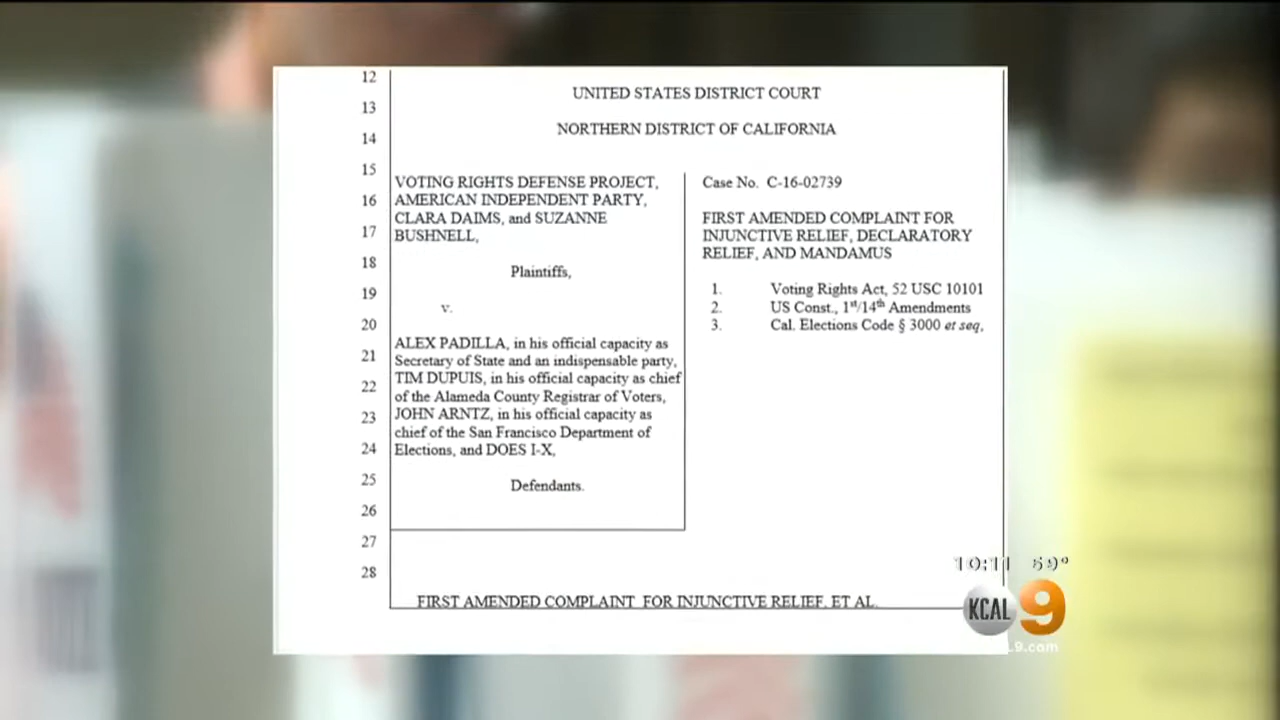 12
UNITED STATES DISTRICT COURT
13
NORTHERN DISTRICT OF CALIFORNIA
14
15
VOTING RIGHTS DEFENSE PROJECT,
AMERICAN INDEPENDENT PARTY,
16
CLARA DAIMS, and SUZANNE
BUSHNELL,
17
18
Plaintiffs,
19
v.
20
ALEX PADILLA, in his official capacity as
21
Secretary of State and an indispensable party,
TIM DUPUIS, in his official capacity as chief
22
of the Alameda County Registrar of Voters,
JOHN ARNTZ, in his official capacity as
23
chief of the San Francisco Department of
24
Elections, and DOES I-X,
25
Defendants.
26
Case No. C-16-02739
FIRST AMENDED COMPLAINT FOR
INJUNCTIVE RELIEF, DECLARATORY
RELIEF, AND MANDAMUS
1. Voting Rights Act, 52 USC 10101
2. US Const., 1st/14th Amendments
3. Cal. Elections Code § 3000 et seq.
27
28
FIRST AMENDED COMPLAINT FOR INJUNCTIVE RELIEF, ET AL.
10:11 59°
KCAL 9
L9.com